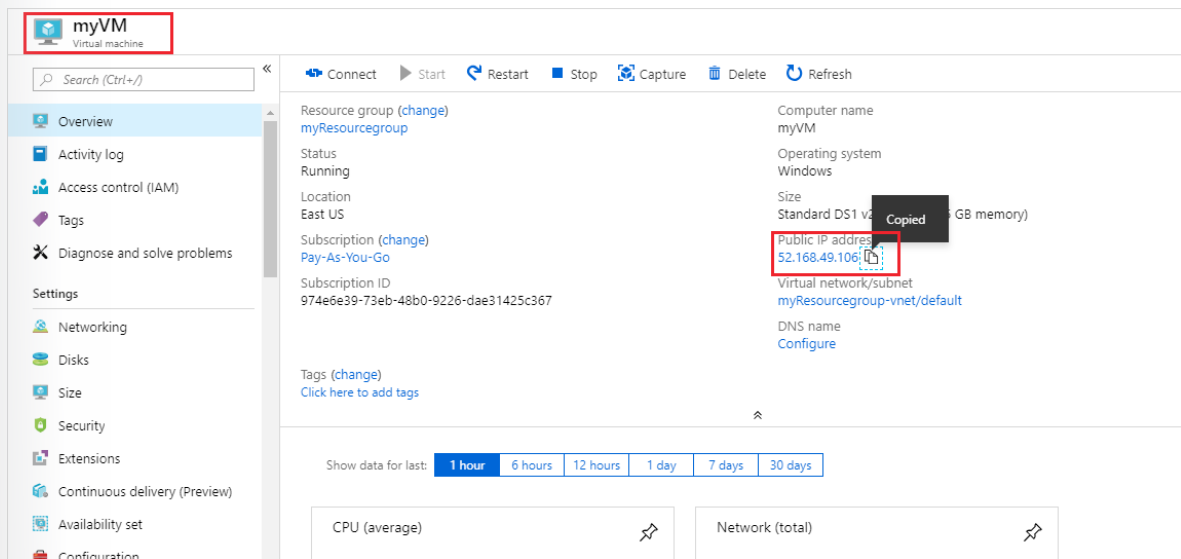 myVM
Virtual machine
Search (Ctrl+/)
«
Overview
Activity log
Access control (IAM)
Tags
Diagnose and solve problems
Settings
Networking
Disks
Size
Security
Extensions
Continuous delivery (Preview)
Availability set
Configuration
Connect Start Restart Stop Capture Delete Refresh
Resource group (change)
myResourcegroup
Status
Running
Location
East US
Subscription (change)
Pay-As-You-Go
Subscription ID
974e6e39-73eb-48b0-9226-dae31425c367
Computer name
myVM
Operating system
Windows
Size
Standard DS1 GB memory)
Copied
Public IP address
52.168.49.106
Virtual network/subnet
myResourcegroup-vnet/default
DNS name
Configure
Tags (change)
Click here to add tags
Show data for last: 1 hour 6 hours 12 hours 1 day 7 days 30 days
CPU (average)
Network (total)